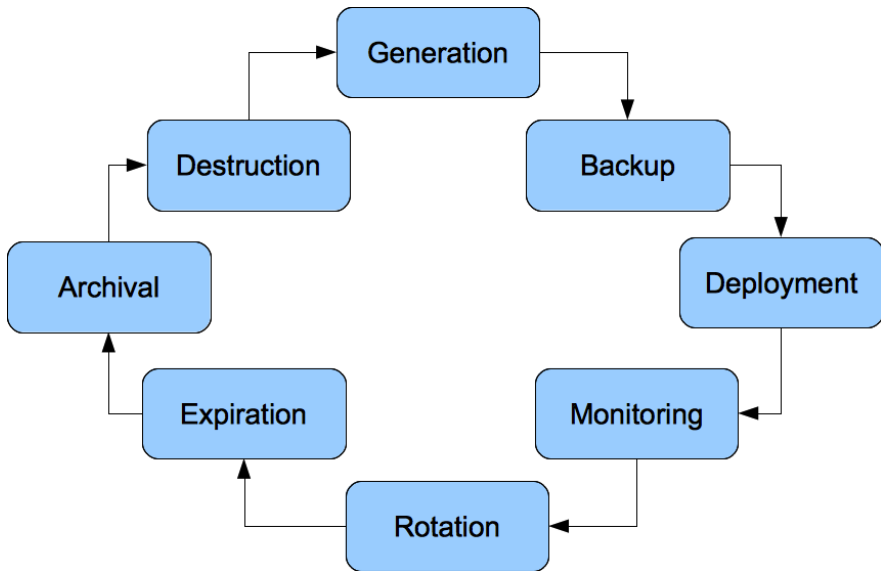 Generation
Backup
Deployment
Monitoring
Rotation
Expiration
Archival
Destruction